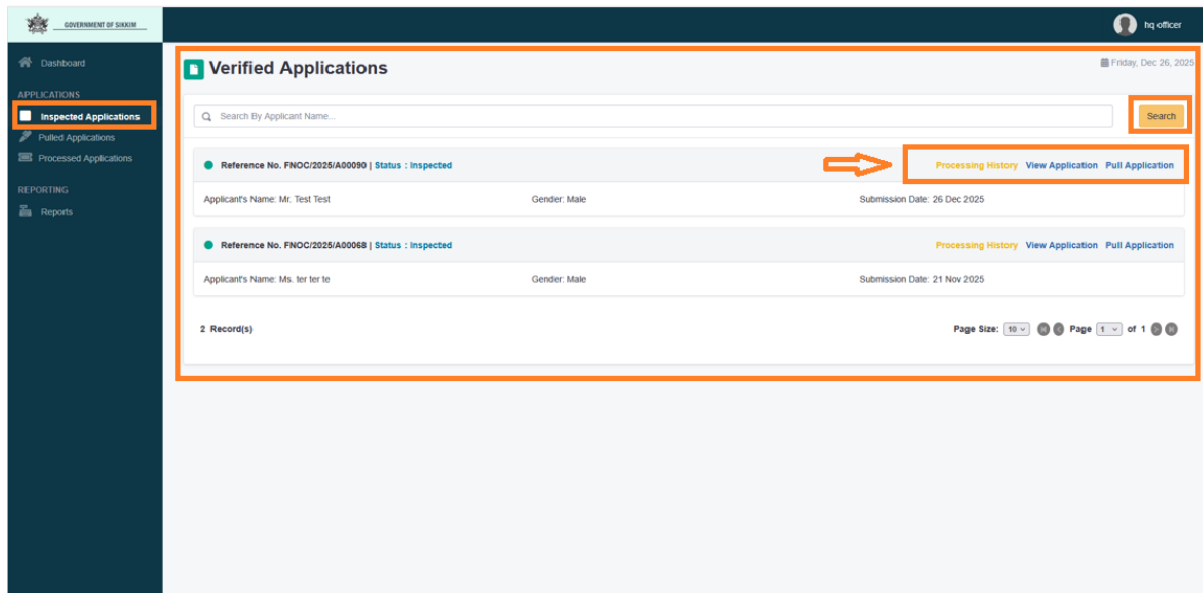 GOVERNMENT OF SIKKIM
hq-officer
Dashboard
APPLICATIONS
Inspected Applications
Pulled Applications
Processed Applications
REPORTING
Reports
Verified Applications
Friday, Dec 26, 2025
Search By Applicant Name...
Search
Reference No. FNOC/2025/A00090 | Status : Inspected
Processing History View Application Pull Application
Applicant's Name: Mr. Test Test Gender: Male Submission Date: 26 Dec 2025
Reference No. FNOC/2025/A00068 | Status : Inspected
Processing History View Application Pull Application
Applicant's Name: Ms. ter ter te Gender: Male Submission Date: 21 Nov 2025
2 Record(s)
Page Size: 10 Page 1 of 1